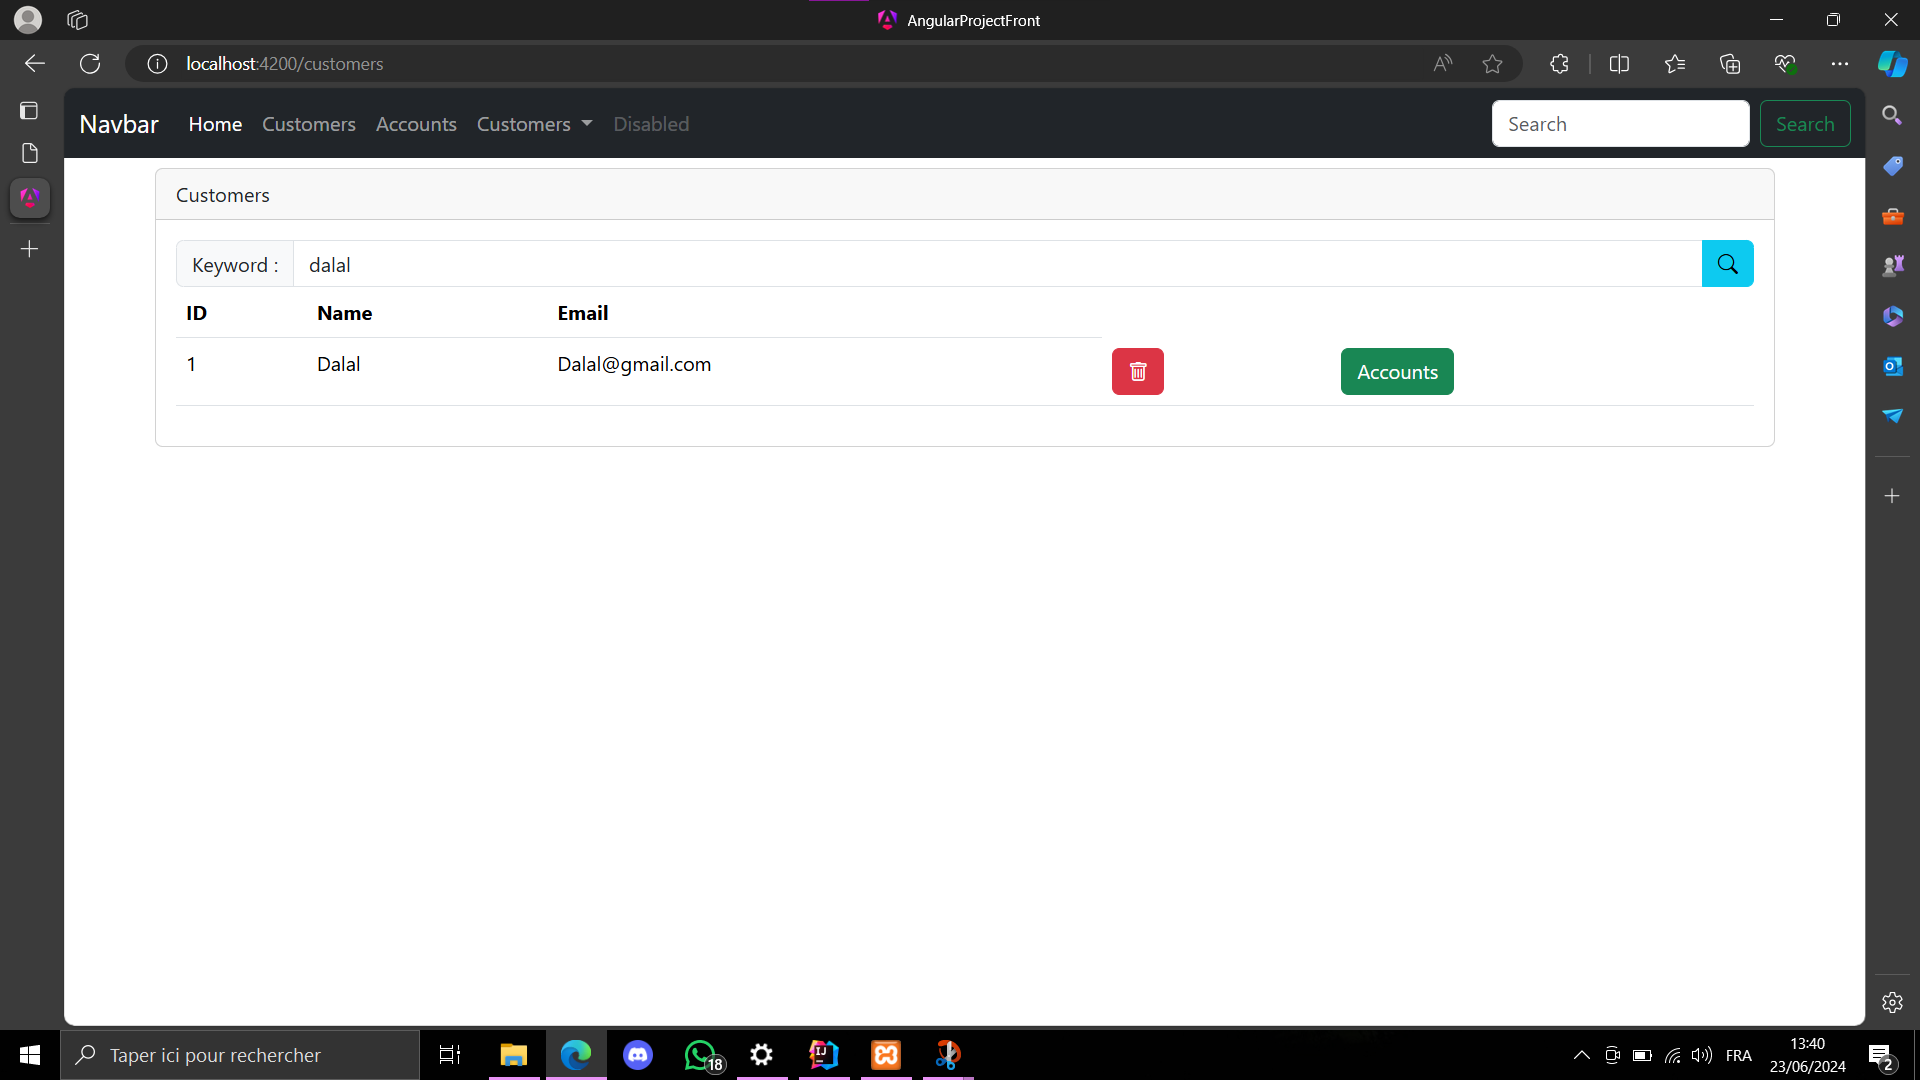 AngularProjectFront
localhost:4200/customers
Navbar Home Customers Accounts Customers Disabled Search Search
Customers
Keyword : dalal
ID Name Email
1 Dalal Dalal@gmail.com Accounts
Taper ici pour rechercher
18
FRA
13:40
23/06/2024
2